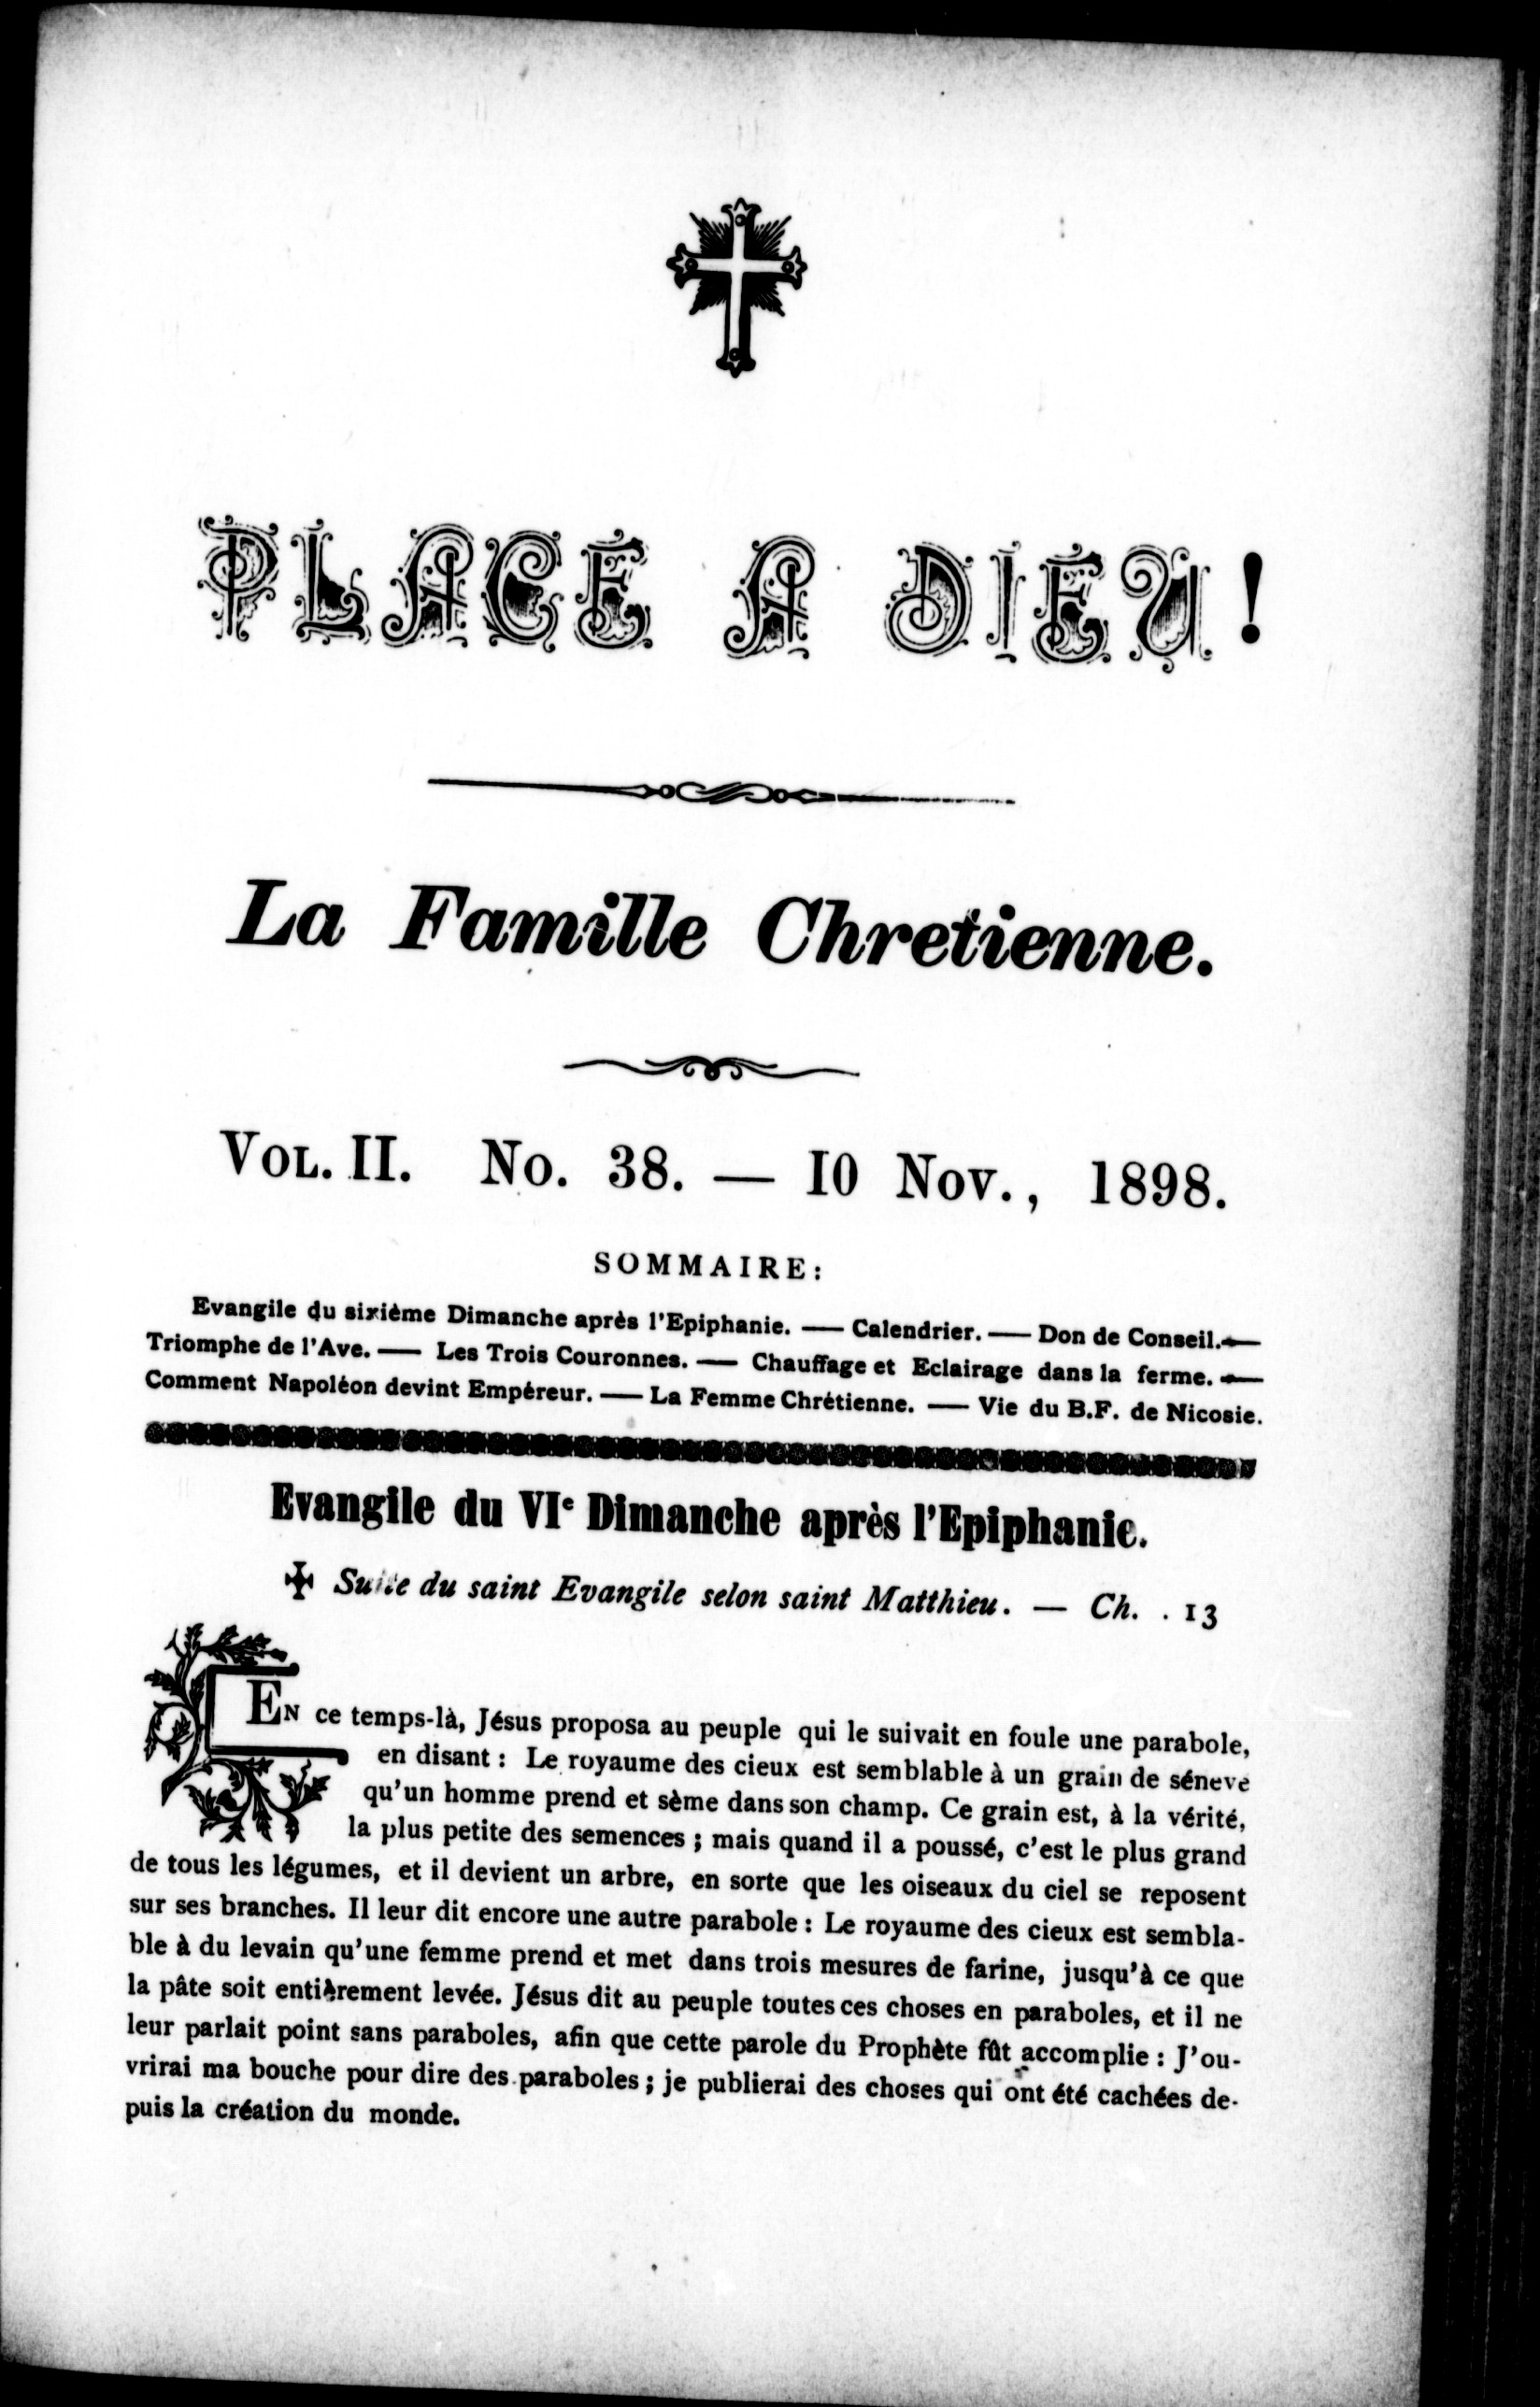 PLACE A DIEU !
La Famille Chretienne.
VOL. II. No. 38. — 10 Nov., 1898.
SOMMAIRE:
Evangile du sixième Dimanche après l'Epiphanie. — Calendrier. — Don de Conseil. —
Triomphe de l'Ave. — Les Trois Couronnes. — Chauffage et Eclairage dans la ferme. —
Comment Napoléon devint Empéreur. — La Femme Chrétienne. — Vie du B.F. de Nicosie.
Evangile du VIe Dimanche après l'Epiphanie.
✠ Suite du saint Evangile selon saint Matthieu. — Ch. . 13
EN ce temps-là, Jésus proposa au peuple qui le suivait en foule une parabole,
en disant : Le royaume des cieux est semblable à un grain de séneve
qu'un homme prend et sème dans son champ. Ce grain est, à la vérité,
la plus petite des semences ; mais quand il a poussé, c'est le plus grand
de tous les légumes, et il devient un arbre, en sorte que les oiseaux du ciel se reposent
sur ses branches. Il leur dit encore une autre parabole : Le royaume des cieux est sembla-
ble à du levain qu'une femme prend et met dans trois mesures de farine, jusqu'à ce que
la pâte soit entièrement levée. Jésus dit au peuple toutes ces choses en paraboles, et il ne
leur parlait point sans paraboles, afin que cette parole du Prophète fût accomplie : J'ou-
vrirai ma bouche pour dire des paraboles ; je publierai des choses qui ont été cachées de-
puis la création du monde.